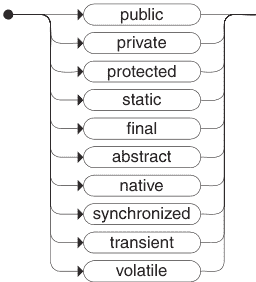 public
private
protected
static
final
abstract
native
synchronized
transient
volatile